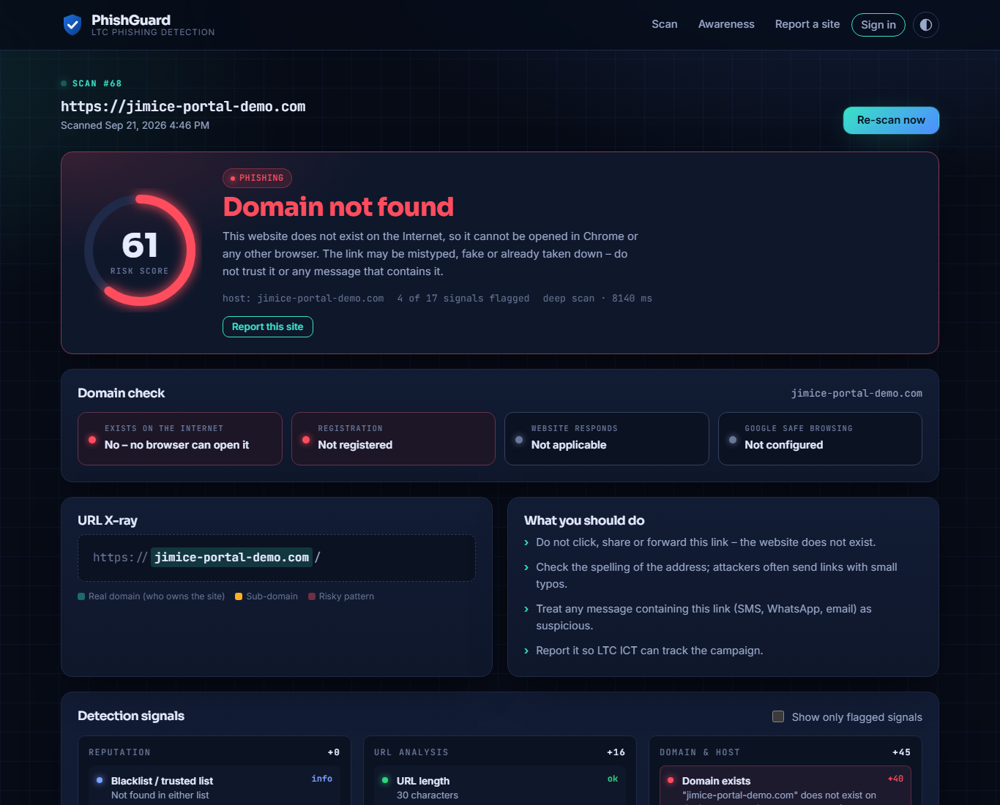 PhishGuard
LTC PHISHING DETECTION
Scan
Awareness
Report a site
Sign in
SCAN #68
https://jimice-portal-demo.com
Scanned Sep 21, 2026 4:46 PM
Re-scan now
61
RISK SCORE
PHISHING
Domain not found
This website does not exist on the Internet, so it cannot be opened in Chrome or
any other browser. The link may be mistyped, fake or already taken down – do
not trust it or any message that contains it.
host: jimice-portal-demo.com 4 of 17 signals flagged deep scan · 8140 ms
Report this site
Domain check
jimice-portal-demo.com
EXISTS ON THE INTERNET
No – no browser can open it
REGISTRATION
Not registered
WEBSITE RESPONDS
Not applicable
GOOGLE SAFE BROWSING
Not configured
URL X-ray
https://jimice-portal-demo.com/
Real domain (who owns the site)
Sub-domain
Risky pattern
What you should do
› Do not click, share or forward this link – the website does not exist.
› Check the spelling of the address; attackers often send links with small
typos.
› Treat any message containing this link (SMS, WhatsApp, email) as
suspicious.
› Report it so LTC ICT can track the campaign.
Detection signals
Show only flagged signals
REPUTATION +0
Blacklist / trusted list info
Not found in either list
URL ANALYSIS +16
URL length ok
30 characters
DOMAIN & HOST +45
Domain exists +40
"jimice-portal-demo.com" does not exist on